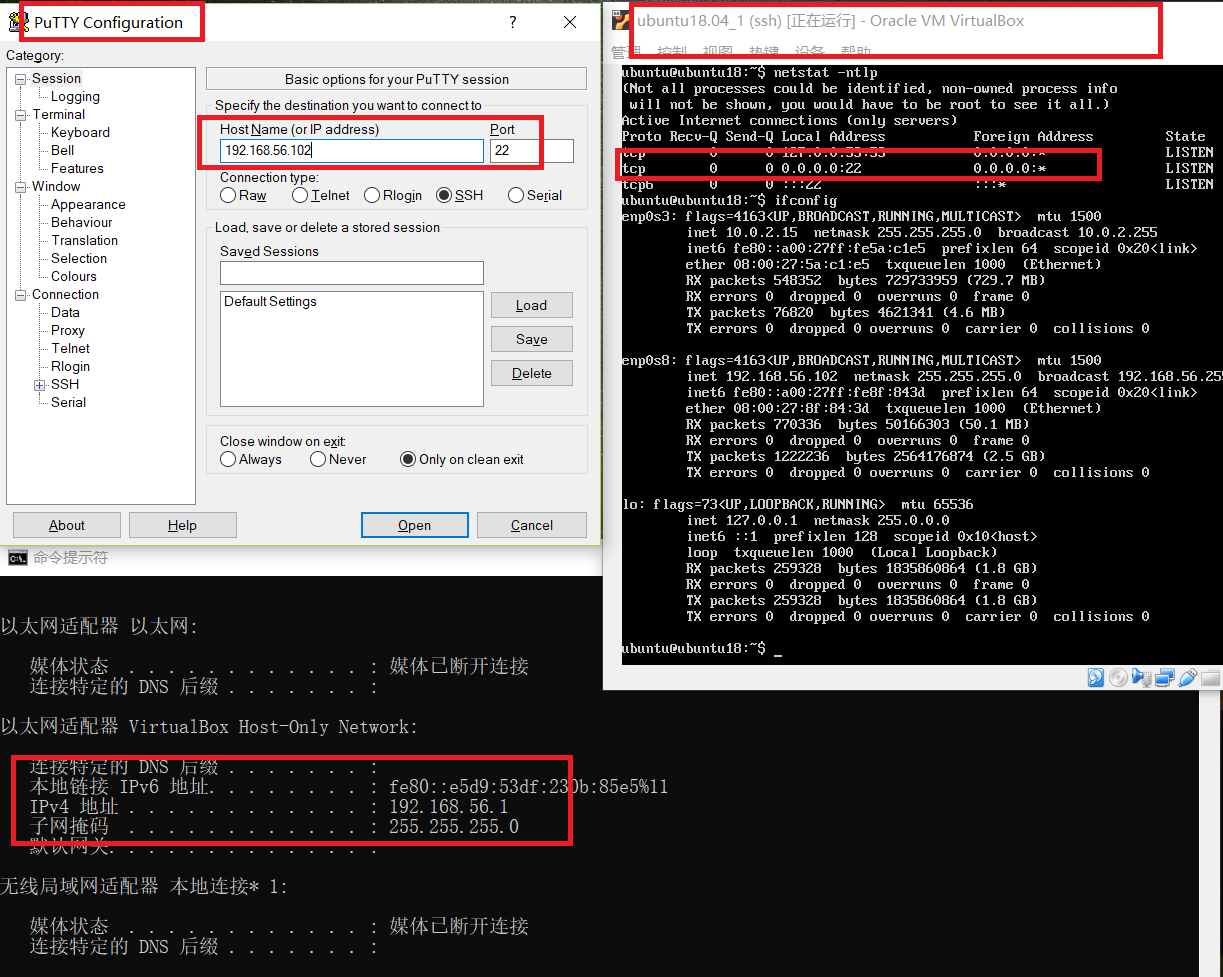 PuTTY Configuration
?
Category:
Session
Logging
Terminal
Keyboard
Bell
Features
Window
Appearance
Behaviour
Translation
Selection
Colours
Connection
Data
Proxy
Telnet
Rlogin
SSH
Serial
Basic options for your PuTTY session
Specify the destination you want to connect to
Host Name (or IP address) Port
192.168.56.102 22
Connection type:
Raw Telnet Rlogin SSH Serial
Load, save or delete a stored session
Saved Sessions
Default Settings
Load
Save
Delete
Close window on exit:
Always Never Only on clean exit
About Help Open Cancel
ubuntu18.04_1 (ssh) [正在运行] - Oracle VM VirtualBox
管理 控制 视图 热键 设备 帮助
ubuntu@ubuntu18:~$ netstat -ntlp
(Not all processes could be identified, non-owned process info
will not be shown, you would have to be root to see it all.)
Active Internet connections (only servers)
Proto Recv-Q Send-Q Local Address Foreign Address State
tcp 0 0 127.0.0.53:53 0.0.0.0:* LISTEN
tcp 0 0 0.0.0.0:22 0.0.0.0:* LISTEN
tcp6 0 0 :::22 :::* LISTEN
ubuntu@ubuntu18:~$ ifconfig
enp0s3: flags=4163<UP,BROADCAST,RUNNING,MULTICAST> mtu 1500
inet 10.0.2.15 netmask 255.255.255.0 broadcast 10.0.2.255
inet6 fe80::a00:27ff:fe5a:c1e5 prefixlen 64 scopeid 0x20<link>
ether 08:00:27:5a:c1:e5 txqueuelen 1000 (Ethernet)
RX packets 548352 bytes 729733959 (729.7 MB)
RX errors 0 dropped 0 overruns 0 frame 0
TX packets 76820 bytes 4621341 (4.6 MB)
TX errors 0 dropped 0 overruns 0 carrier 0 collisions 0
enp0s8: flags=4163<UP,BROADCAST,RUNNING,MULTICAST> mtu 1500
inet 192.168.56.102 netmask 255.255.255.0 broadcast 192.168.56.255
inet6 fe80::a00:27ff:fe8f:843d prefixlen 64 scopeid 0x20<link>
ether 08:00:27:8f:84:3d txqueuelen 1000 (Ethernet)
RX packets 770336 bytes 50166303 (50.1 MB)
RX errors 0 dropped 0 overruns 0 frame 0
TX packets 1222236 bytes 2564176874 (2.5 GB)
TX errors 0 dropped 0 overruns 0 carrier 0 collisions 0
lo: flags=73<UP,LOOPBACK,RUNNING> mtu 65536
inet 127.0.0.1 netmask 255.0.0.0
inet6 ::1 prefixlen 128 scopeid 0x10<host>
loop txqueuelen 1000 (Local Loopback)
RX packets 259328 bytes 1835860864 (1.8 GB)
RX errors 0 dropped 0 overruns 0 frame 0
TX packets 259328 bytes 1835860864 (1.8 GB)
TX errors 0 dropped 0 overruns 0 carrier 0 collisions 0
ubuntu@ubuntu18:~$ _
命令提示符
以太网适配器 以太网:
媒体状态 . . . . . . . . . . . . : 媒体已断开连接
连接特定的 DNS 后缀 . . . . . . . :
以太网适配器 VirtualBox Host-Only Network:
连接特定的 DNS 后缀 . . . . . . . :
本地链接 IPv6 地址. . . . . . . . : fe80::e5d9:53df:230b:85e5%11
IPv4 地址 . . . . . . . . . . . . : 192.168.56.1
子网掩码 . . . . . . . . . . . . : 255.255.255.0
默认网关. . . . . . . . . . . . . :
无线局域网适配器 本地连接* 1:
媒体状态 . . . . . . . . . . . . : 媒体已断开连接
连接特定的 DNS 后缀 . . . . . . . :